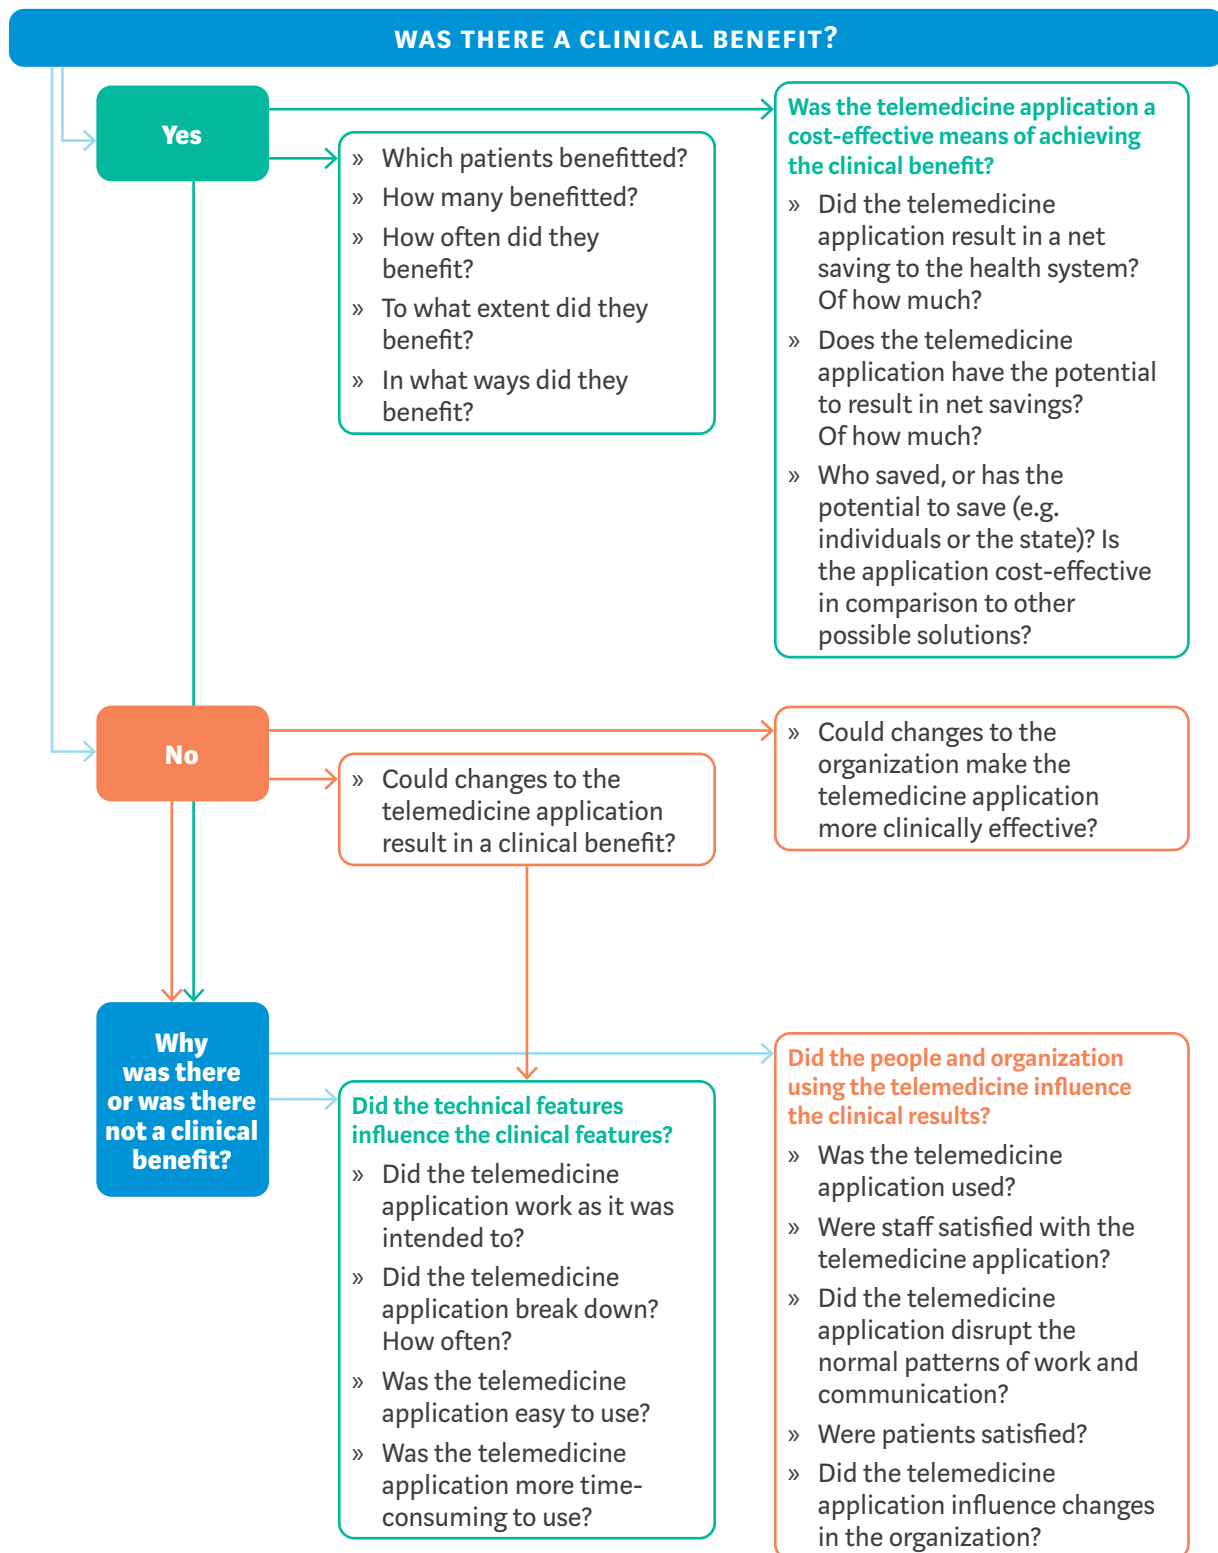 WAS THERE A CLINICAL BENEFIT?
Yes
» Which patients benefitted?
» How many benefitted?
» How often did they
benefit?
» To what extent did they
benefit?
» In what ways did they
benefit?
Was the telemedicine application a
cost-effective means of achieving
the clinical benefit?
» Did the telemedicine
application result in a net
saving to the health system?
Of how much?
» Does the telemedicine
application have the potential
to result in net savings?
Of how much?
» Who saved, or has the
potential to save (e.g.
individuals or the state)? Is
the application cost-effective
in comparison to other
possible solutions?
No
» Could changes to the
telemedicine application
result in a clinical benefit?
» Could changes to the
organization make the
telemedicine application
more clinically effective?
Why
was there
or was there
not a clinical
benefit?
Did the technical features
influence the clinical features?
» Did the telemedicine
application work as it was
intended to?
» Did the telemedicine
application break down?
How often?
» Was the telemedicine
application easy to use?
» Was the telemedicine
application more time-
consuming to use?
Did the people and organization
using the telemedicine influence
the clinical results?
» Was the telemedicine
application used?
» Were staff satisfied with the
telemedicine application?
» Did the telemedicine
application disrupt the
normal patterns of work and
communication?
» Were patients satisfied?
» Did the telemedicine
application influence changes
in the organization?